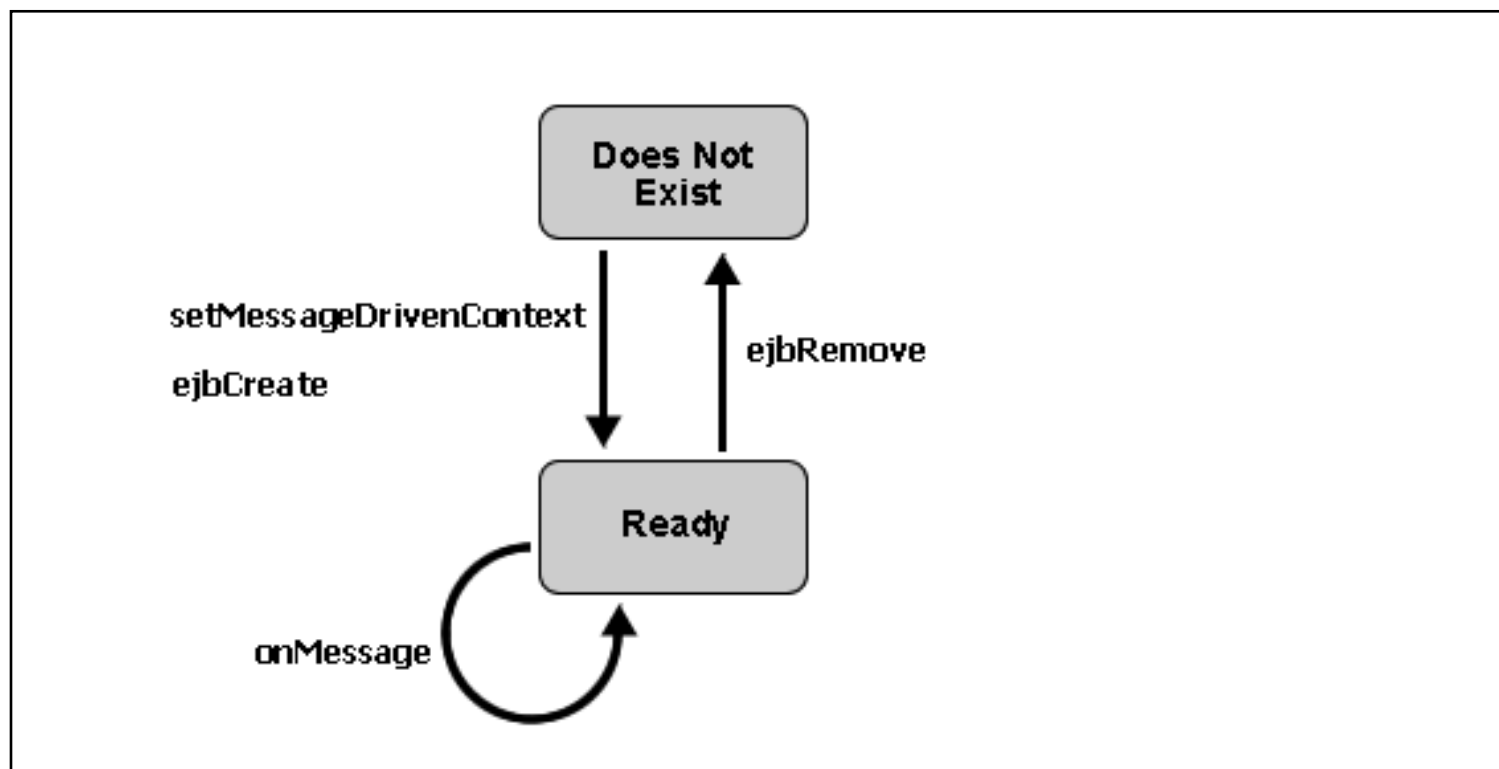 Does Not
Exist
setMessageDrivenContext
ejbCreate
ejbRemove
Ready
onMessage